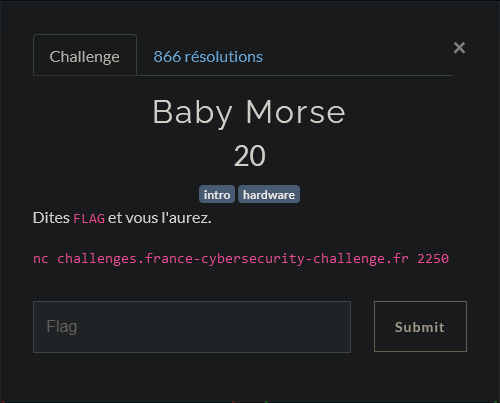 Challenge
866 résolutions
×
Baby Morse
20
intro hardware
Dites FLAG et vous l'aurez.
nc challenges.france-cybersecurity-challenge.fr 2250
Flag
Submit